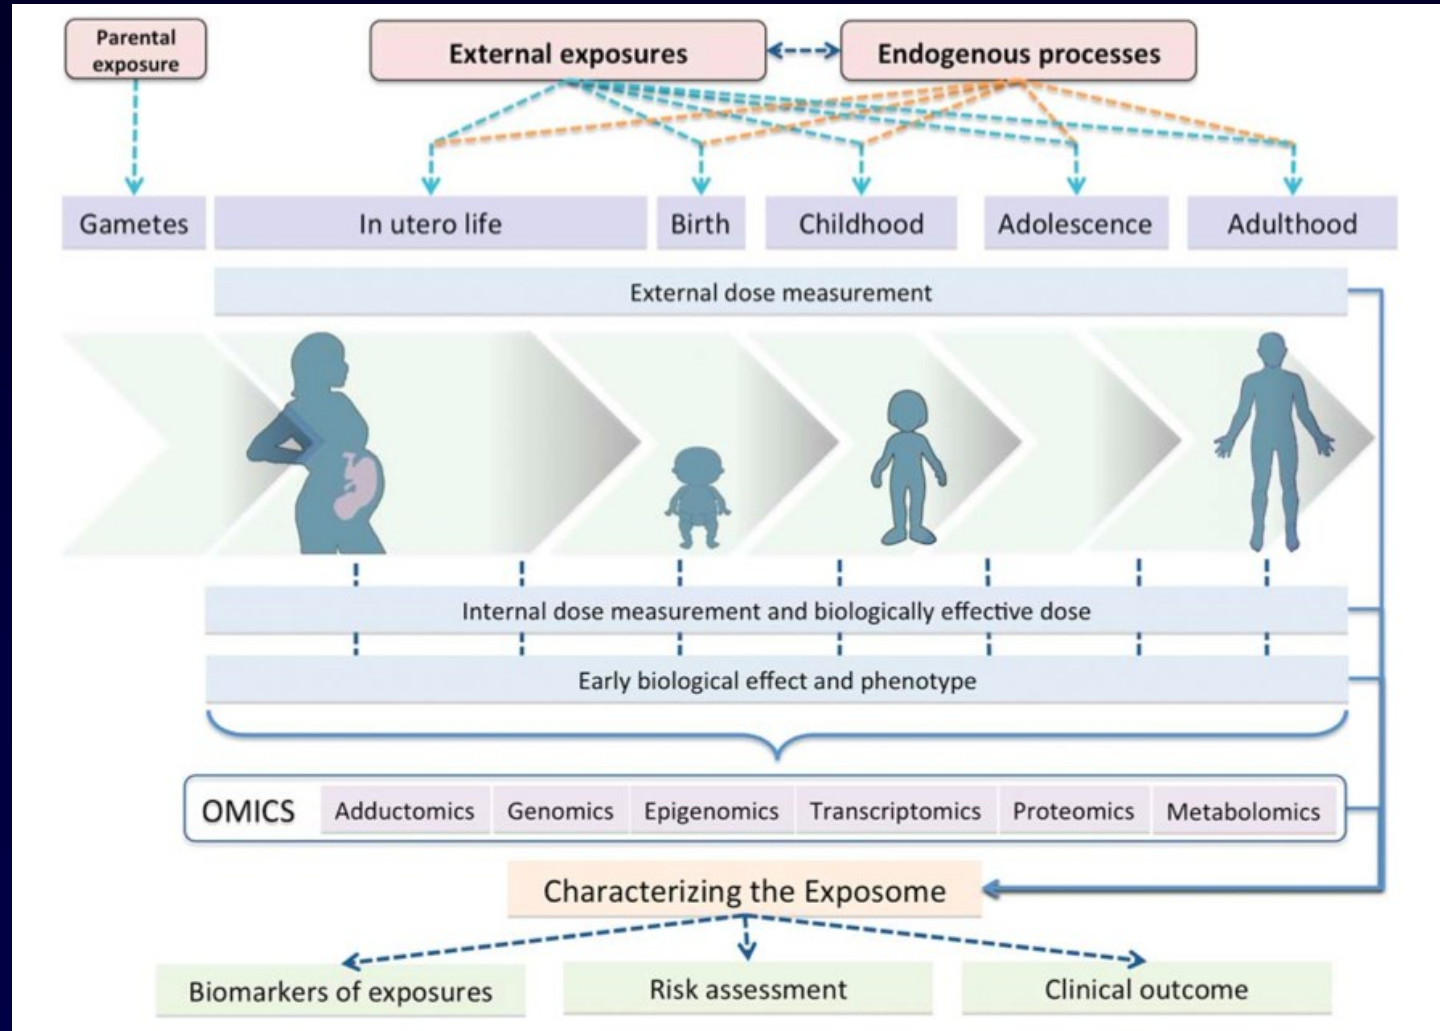 Parental
exposure
External exposures
Endogenous processes
Gametes
In utero life
Birth
Childhood
Adolescence
Adulthood
External dose measurement
Internal dose measurement and biologically effective dose
Early biological effect and phenotype
OMICS
Adductomics
Genomics
Epigenomics
Transcriptomics
Proteomics
Metabolomics
Characterizing the Exposome
Biomarkers of exposures
Risk assessment
Clinical outcome